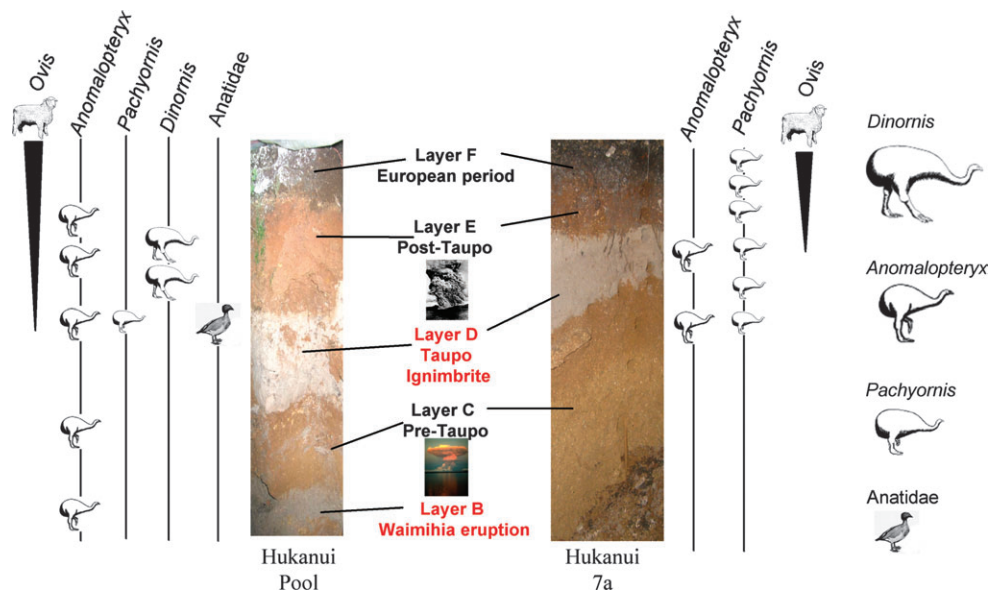 Ovis
Anomalopteryx
Pachyornis
Dinornis
Anatidae
Layer F
European period
Layer E
Post-Taupo
Layer D
Taupo
Ignimbrite
Layer C
Pre-Taupo
Layer B
Waimihia eruption
Hukanui
Pool
Hukanui
7a
Anomalopteryx
Pachyornis
Ovis
Dinornis
Anomalopteryx
Pachyornis
Anatidae